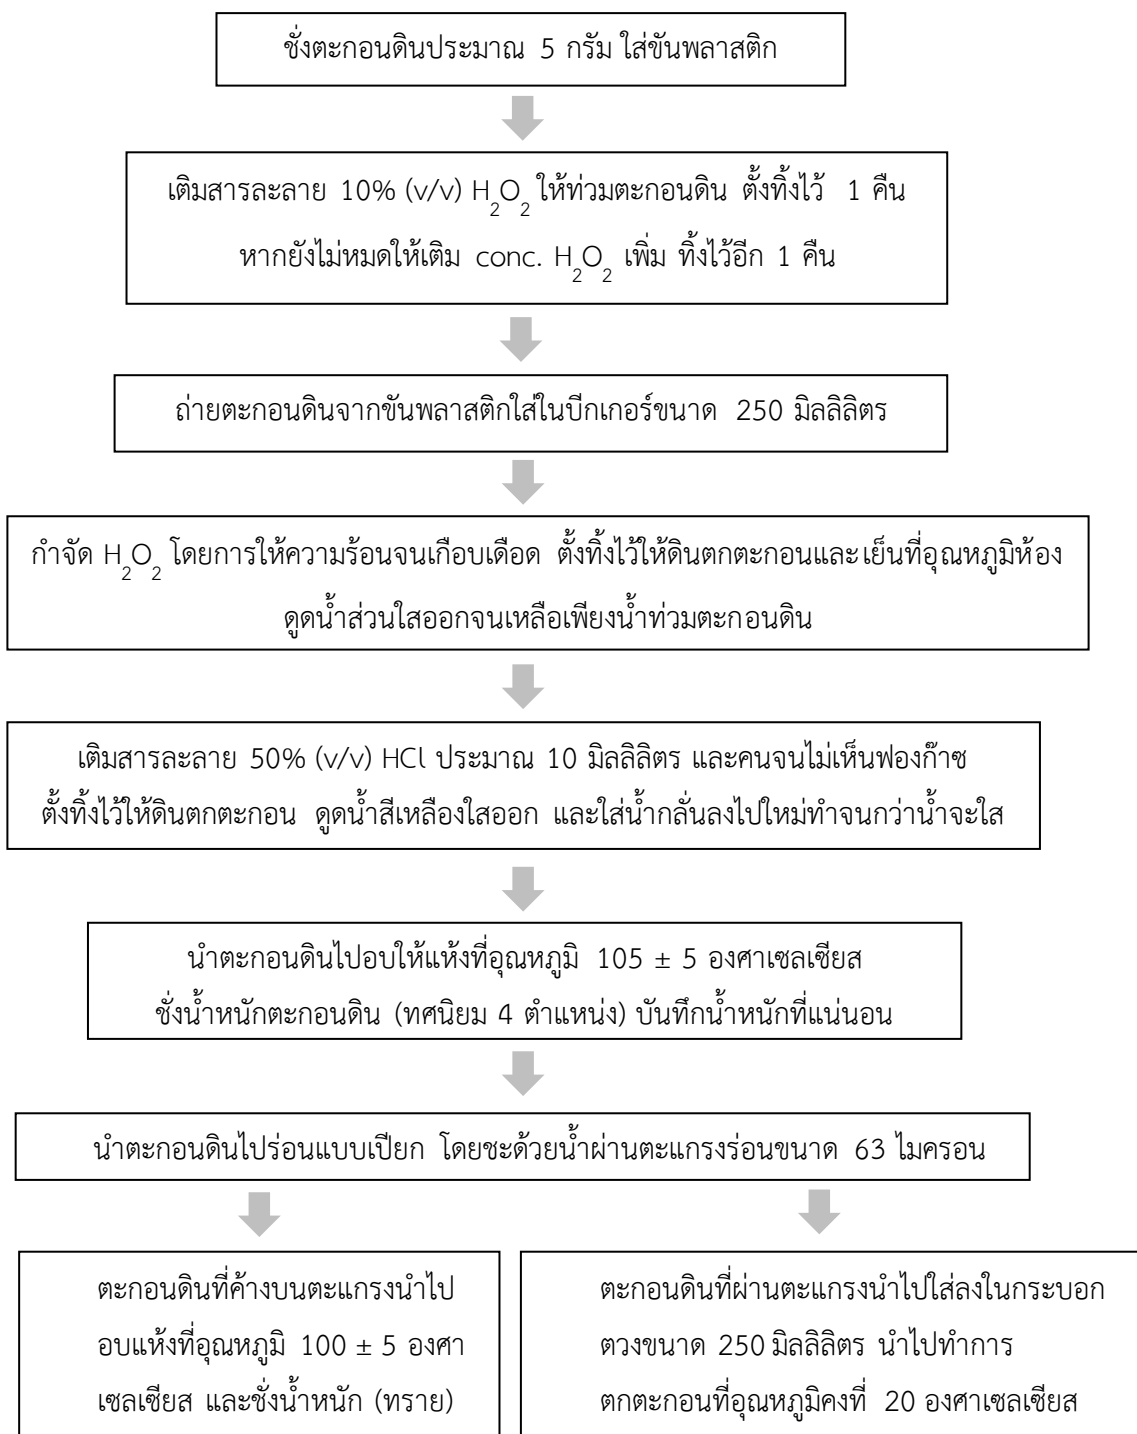 ชั่งตะกอนดินประมาณ 5 กรัม ใส่ขันพลาสติก
เติมสารละลาย 10% (v/v) H₂O₂ ให้ท่วมตะกอนดิน ตั้งทิ้งไว้ 1 คืน
หากยังไม่หมดให้เติม conc. H₂O₂ เพิ่ม ทิ้งไว้อีก 1 คืน
ถ่ายตะกอนดินจากขันพลาสติกใส่ในบีกเกอร์ขนาด 250 มิลลิลิตร
กำจัด H₂O₂ โดยการให้ความร้อนจนเกือบเดือด ตั้งทิ้งไว้ให้ดินตกตะกอนและเย็นที่อุณหภูมิห้อง
ดูดน้ำส่วนใสออกจนเหลือเพียงน้ำท่วมตะกอนดิน
เติมสารละลาย 50% (v/v) HCl ประมาณ 10 มิลลิลิตร และคนจนไม่เห็นฟองก๊าซ
ตั้งทิ้งไว้ให้ดินตกตะกอน ดูดน้ำสีเหลืองใสออก และใส่น้ำกลั่นลงไปใหม่ทำจนกว่าน้ำจะใส
นำตะกอนดินไปอบให้แห้งที่อุณหภูมิ 105 ± 5 องศาเซลเซียส
ชั่งน้ำหนักตะกอนดิน (ทศนิยม 4 ตำแหน่ง) บันทึกน้ำหนักที่แน่นอน
นำตะกอนดินไปร่อนแบบเปียก โดยชะด้วยน้ำผ่านตะแกรงร่อนขนาด 63 ไมครอน
ตะกอนดินที่ค้างบนตะแกรงนำไป
อบแห้งที่อุณหภูมิ 100 ± 5 องศา
เซลเซียส และชั่งน้ำหนัก (ทราย)
ตะกอนดินที่ผ่านตะแกรงนำไปใส่ลงในกระบอก
ตวงขนาด 250 มิลลิลิตร นำไปทำการ
ตกตะกอนที่อุณหภูมิคงที่ 20 องศาเซลเซียส